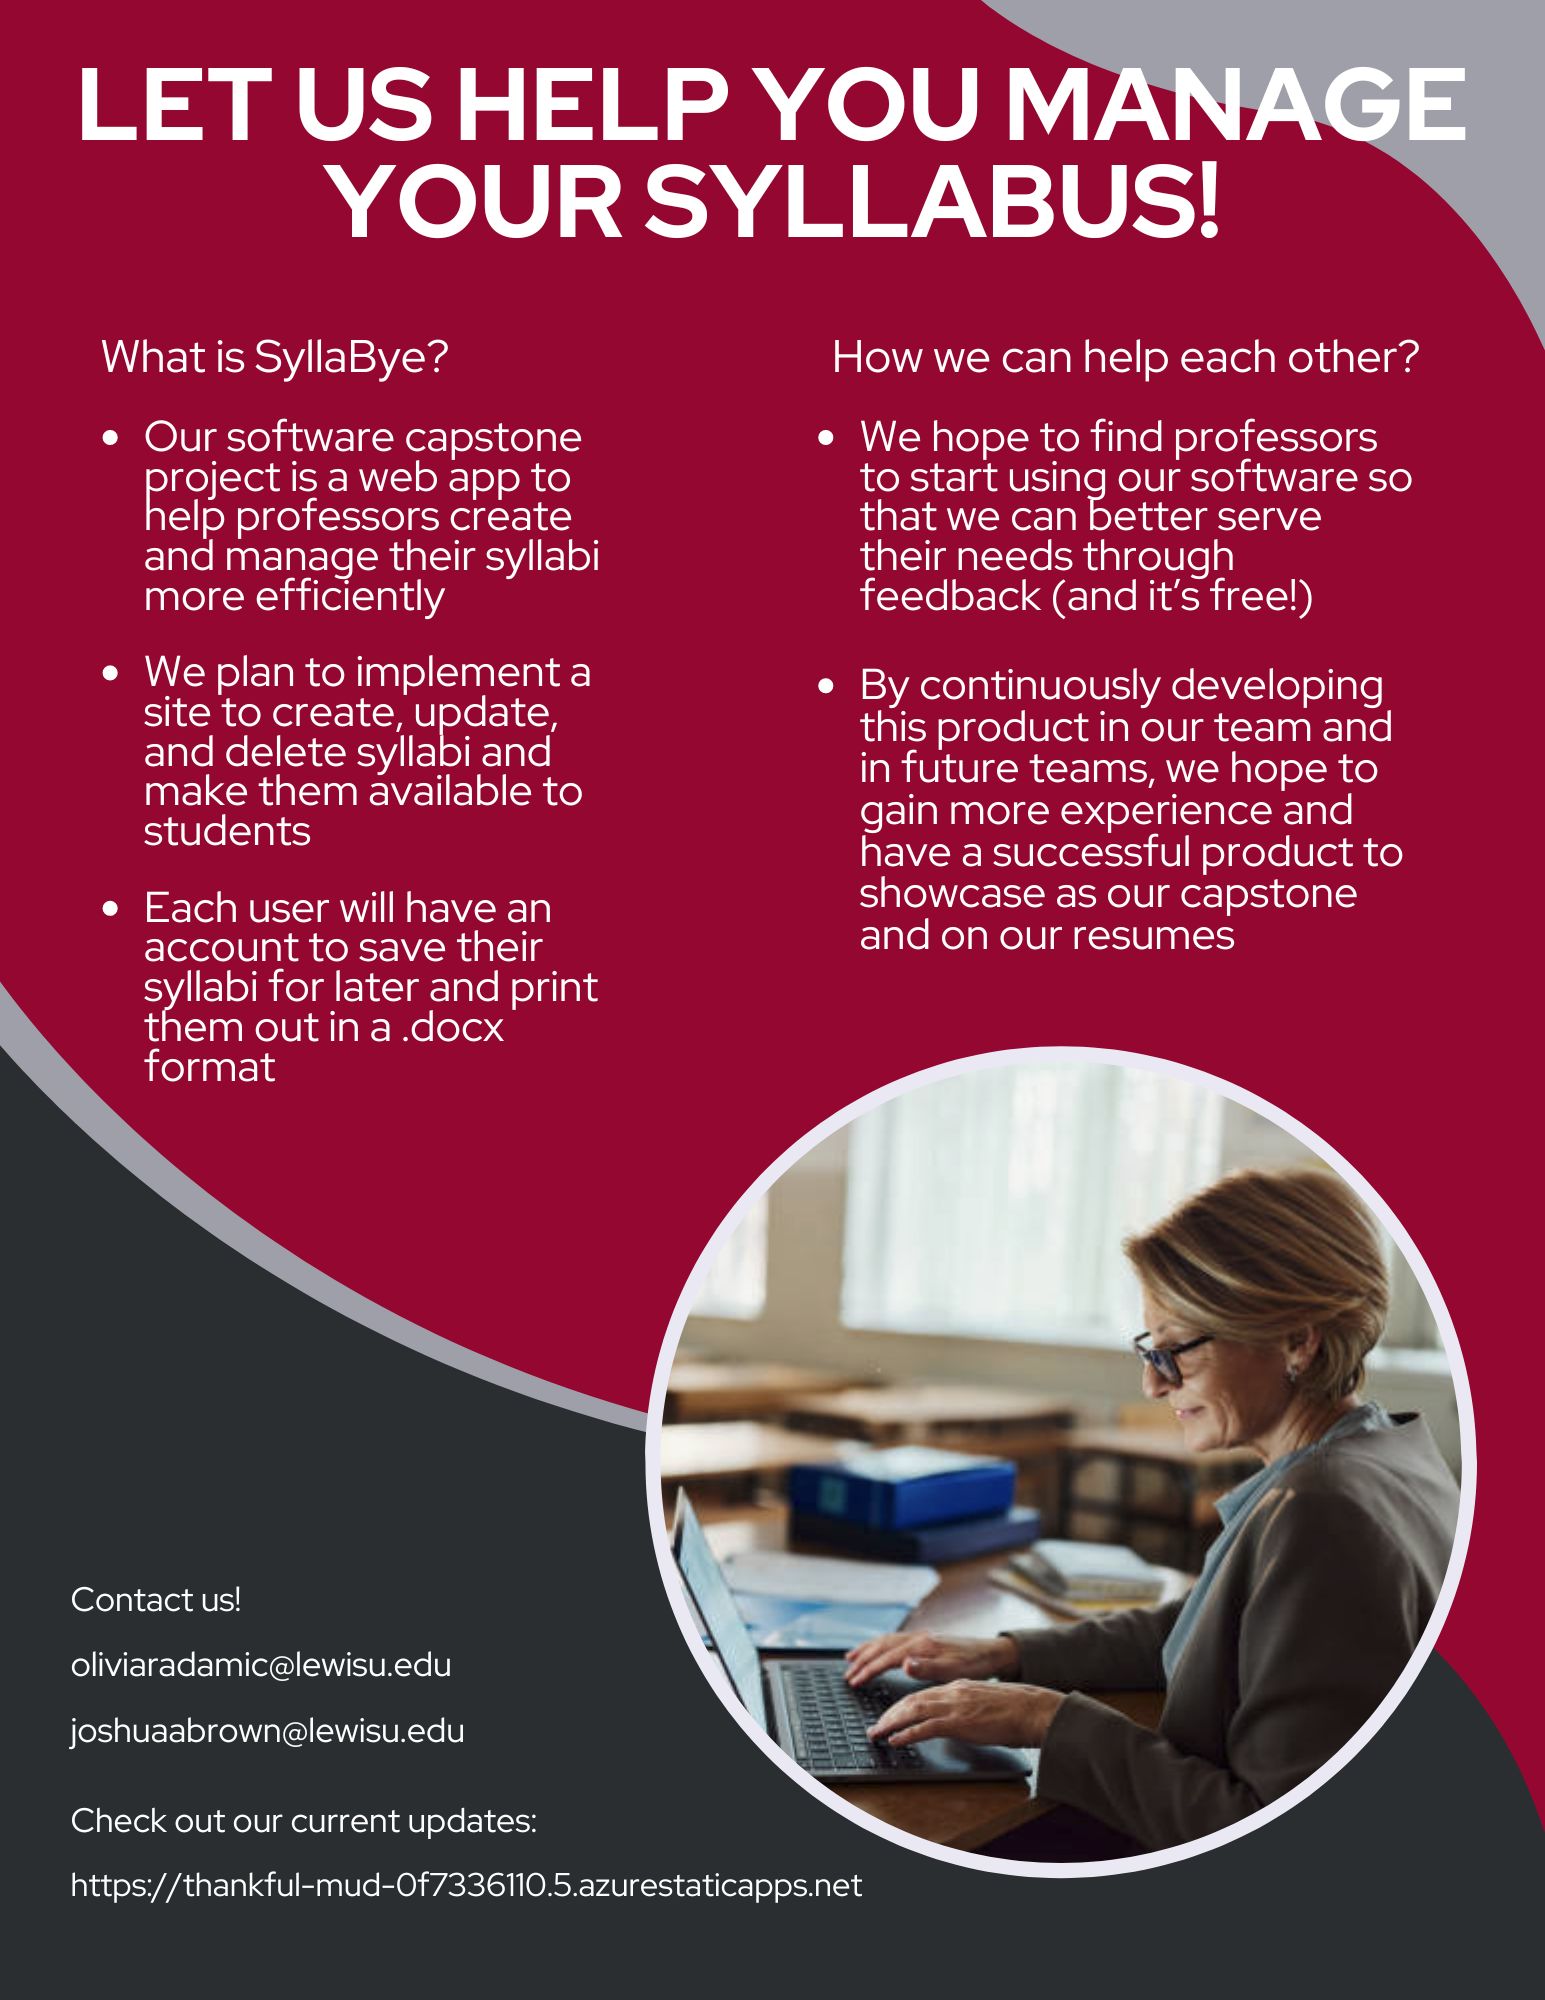 LET US HELP YOU MANAGE
YOUR SYLLABUS!
What is SyllaBye?
• Our software capstone
project is a web app to
help professors create
and manage their syllabi
more efficiently
• We plan to implement a
site to create, update,
and delete syllabi and
make them available to
students
• Each user will have an
account to save their
syllabi for later and print
them out in a .docx
format
How we can help each other?
• We hope to find professors
to start using our software so
that we can better serve
their needs through
feedback (and it’s free!)
• By continuously developing
this product in our team and
in future teams, we hope to
gain more experience and
have a successful product to
showcase as our capstone
and on our resumes
Contact us!
oliviaradamic@lewisu.edu
joshuaabrown@lewisu.edu
Check out our current updates:
https://thankful-mud-0f7336110.5.azurestaticapps.net